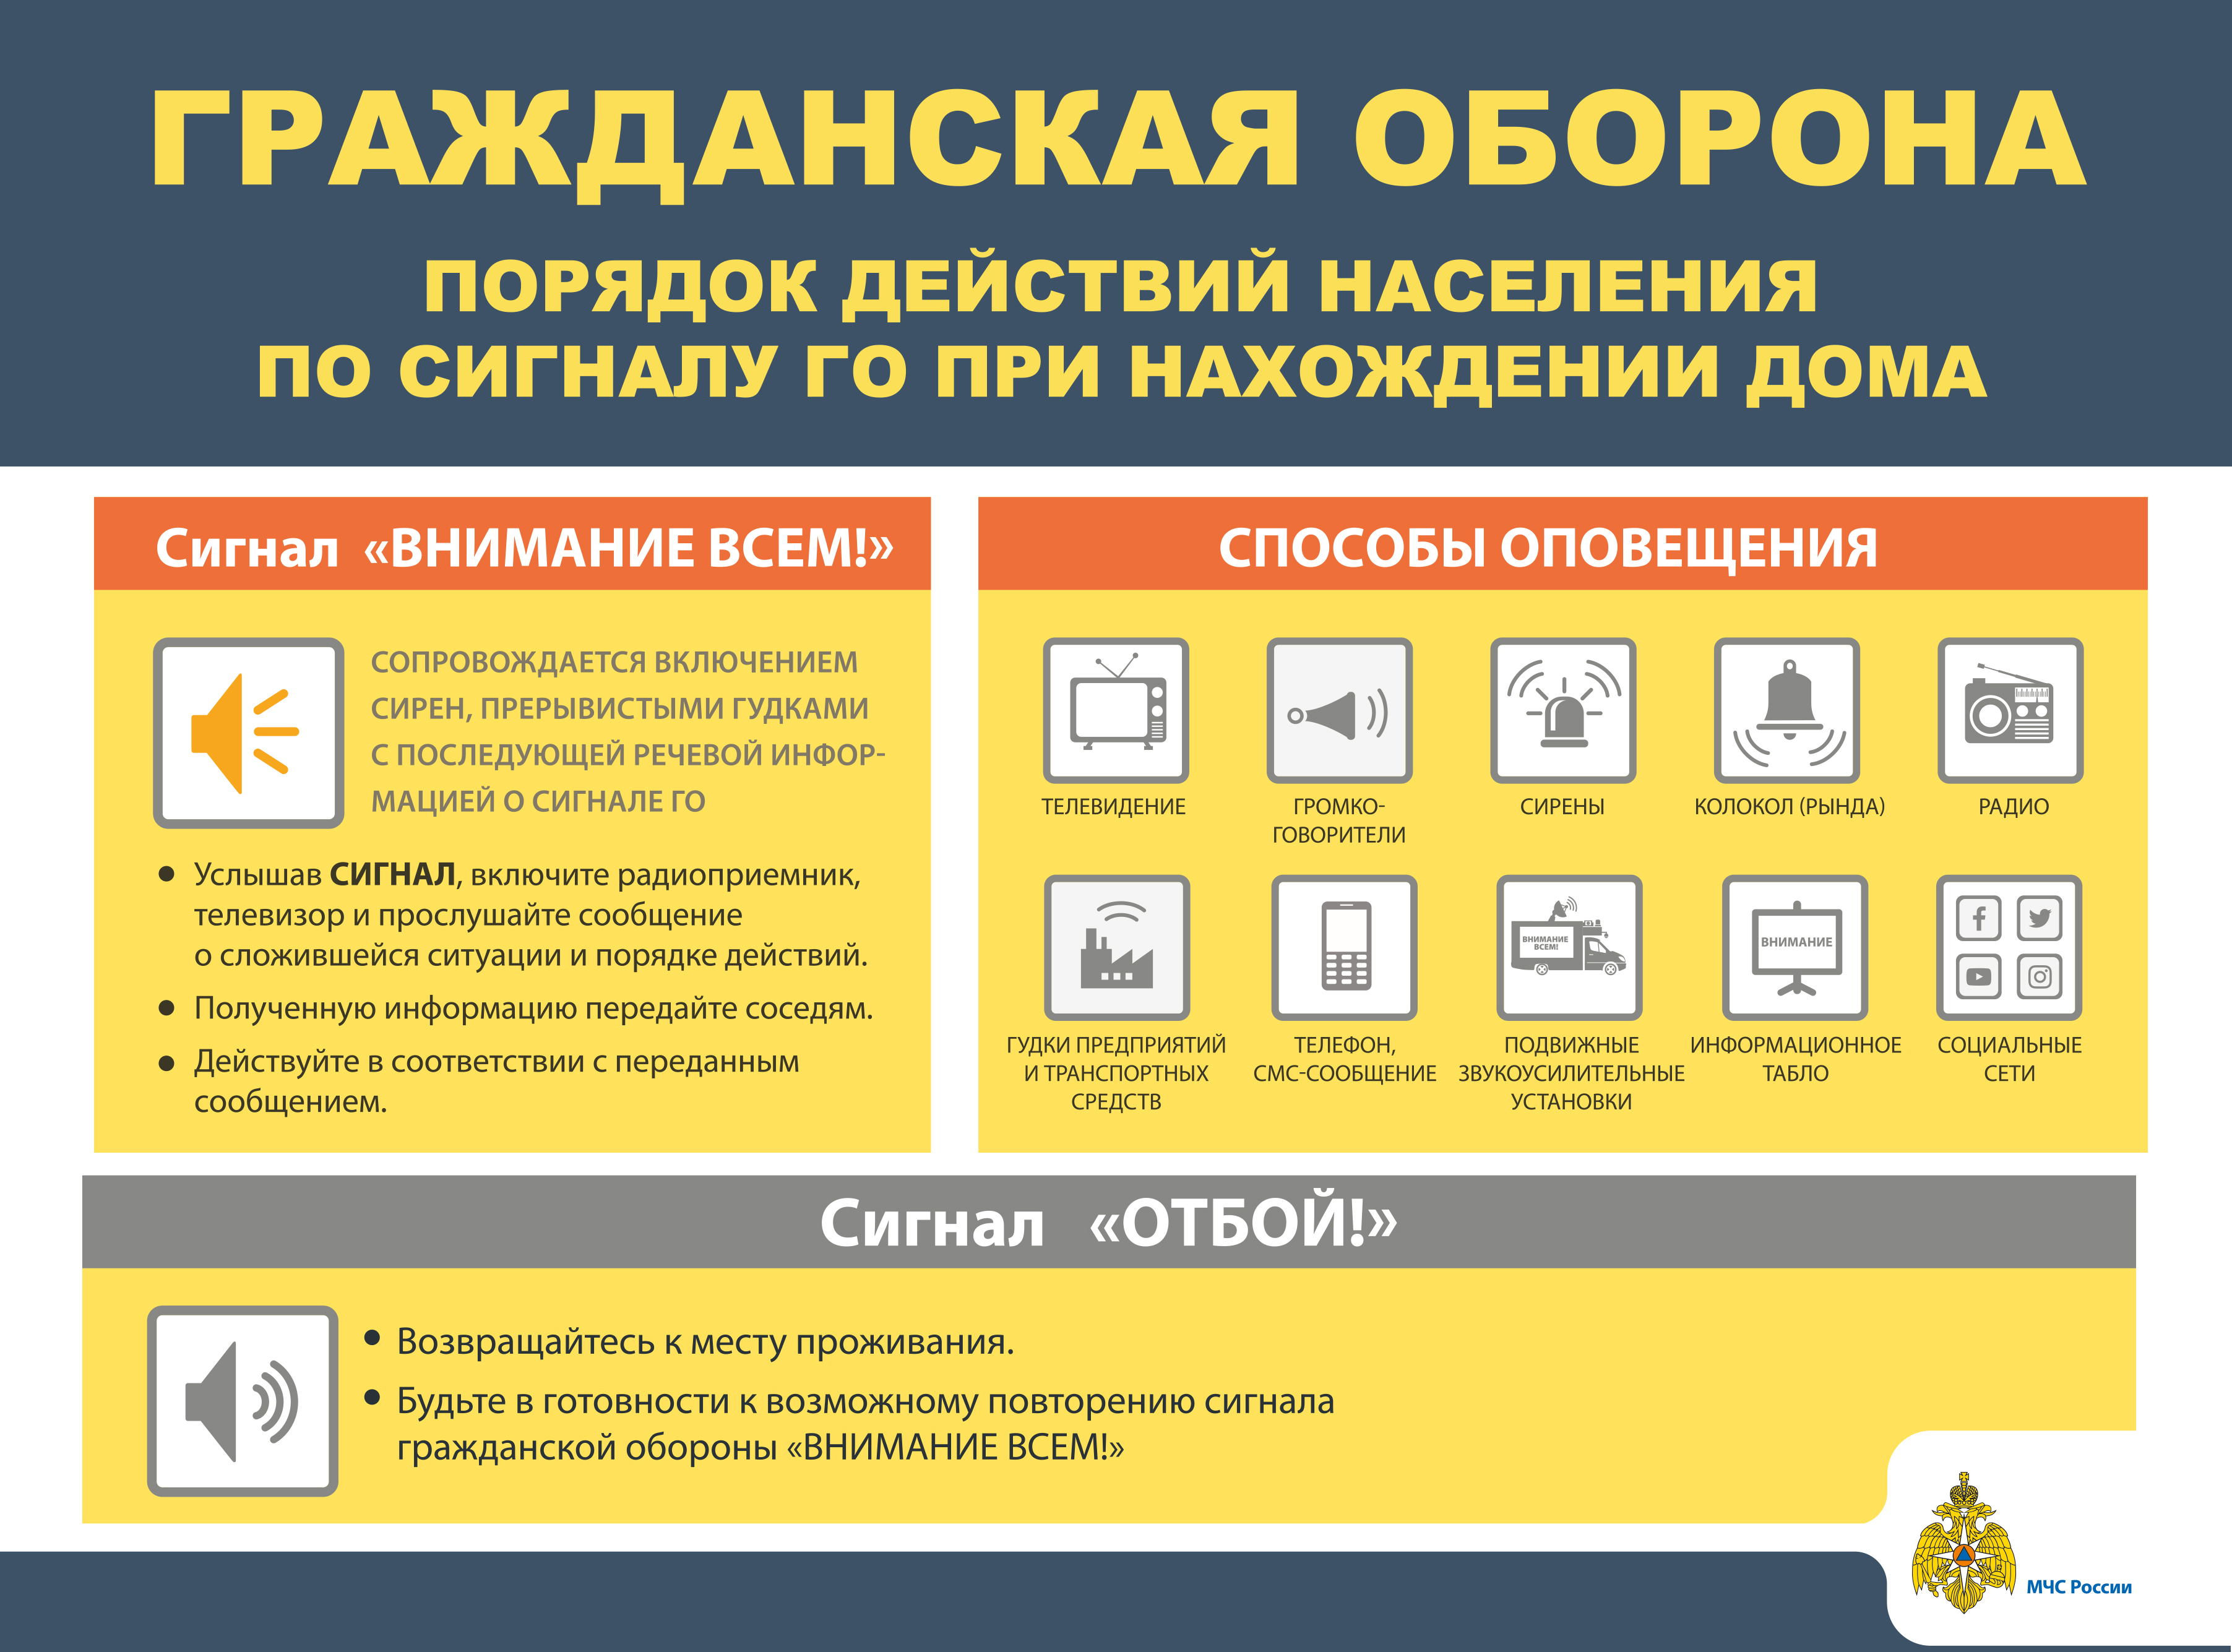 ГРАЖДАНСКАЯ ОБОРОНА
ПОРЯДОК ДЕЙСТВИЙ НАСЕЛЕНИЯ
ПО СИГНАЛУ ГО ПРИ НАХОЖДЕНИИ ДОМА
Сигнал «ВНИМАНИЕ ВСЕМ!»
СОПРОВОЖДАЕТСЯ ВКЛЮЧЕНИЕМ
СИРЕН, ПРЕРЫВИСТЫМИ ГУДКАМИ
С ПОСЛЕДУЮЩЕЙ РЕЧЕВОЙ ИНФОР-
МАЦИЕЙ О СИГНАЛЕ ГО
• Услышав СИГНАЛ, включите радиоприемник,
телевизор и прослушайте сообщение
о сложившейся ситуации и порядке действий.
• Полученную информацию передайте соседям.
• Действуйте в соответствии с переданным
сообщением.
СПОСОБЫ ОПОВЕЩЕНИЯ
ТЕЛЕВИДЕНИЕ
ГРОМКО-
ГОВОРИТЕЛИ
СИРЕНЫ
КОЛОКОЛ (РЫНДА)
РАДИО
ГУДКИ ПРЕДПРИЯТИЙ
И ТРАНСПОРТНЫХ
СРЕДСТВ
ТЕЛЕФОН,
СМС-СООБЩЕНИЕ
ВНИМАНИЕ
ВСЕМ!
ПОДВИЖНЫЕ
ЗВУКОУСИЛИТЕЛЬНЫЕ
УСТАНОВКИ
ВНИМАНИЕ
ИНФОРМАЦИОННОЕ
ТАБЛО
СОЦИАЛЬНЫЕ
СЕТИ
Сигнал «ОТБОЙ!»
• Возвращайтесь к месту проживания.
• Будьте в готовности к возможному повторению сигнала
гражданской обороны «ВНИМАНИЕ ВСЕМ!»
МЧС России